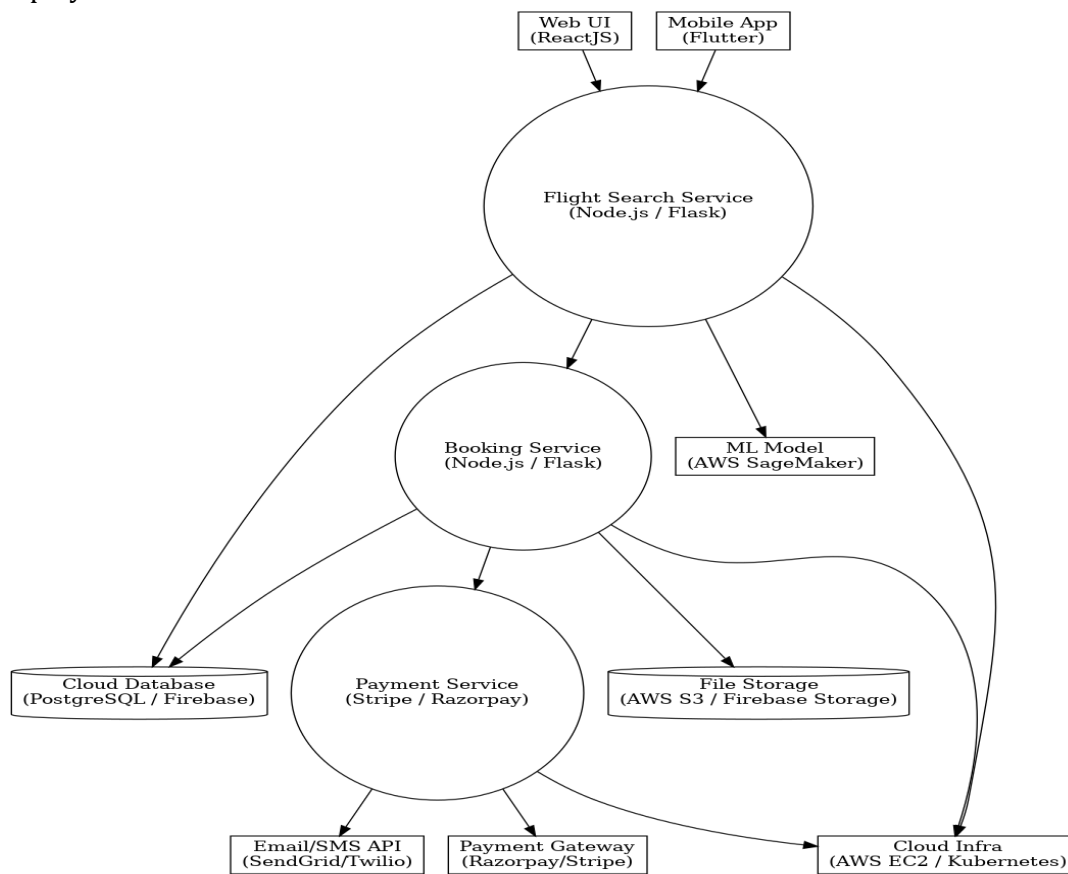 Web UI
(ReactJS)
Mobile App
(Flutter)
Flight Search Service
(Node.js / Flask)
Booking Service
(Node.js / Flask)
ML Model
(AWS SageMaker)
Cloud Database
(PostgreSQL / Firebase)
Payment Service
(Stripe / Razorpay)
File Storage
(AWS S3 / Firebase Storage)
Email/SMS API
(SendGrid/Twilio)
Payment Gateway
(Razorpay/Stripe)
Cloud Infra
(AWS EC2 / Kubernetes)